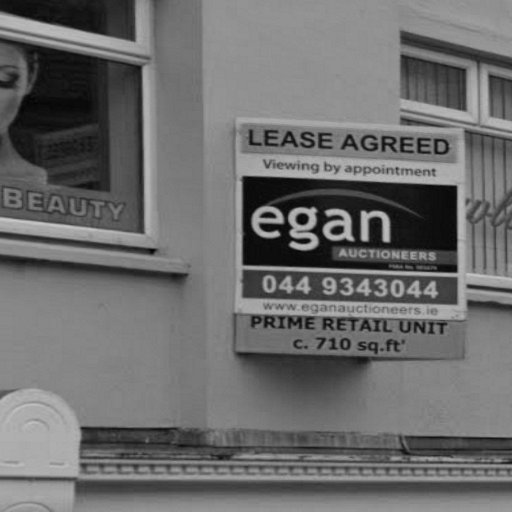 BEAUTY
LEASE AGREED
Viewing by appointment
egan
AUCTIONEERS
044 9343044
www.eganauctioneers.ie
PRIME RETAIL UNIT
c. 710 sq.ft'